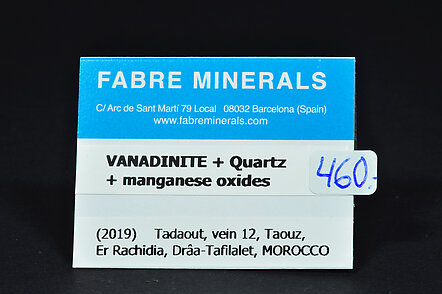 FABRE MINERALS
C/ Arc de Sant Martí 79 Local 08032 Barcelona (Spain)
www.fabreminerals.com
VANADINITE + Quartz
+ manganese oxides
460.-
(2019) Tadaout, vein 12, Taouz,
Er Rachidia, Drâa-Tafilalet, MOROCCO